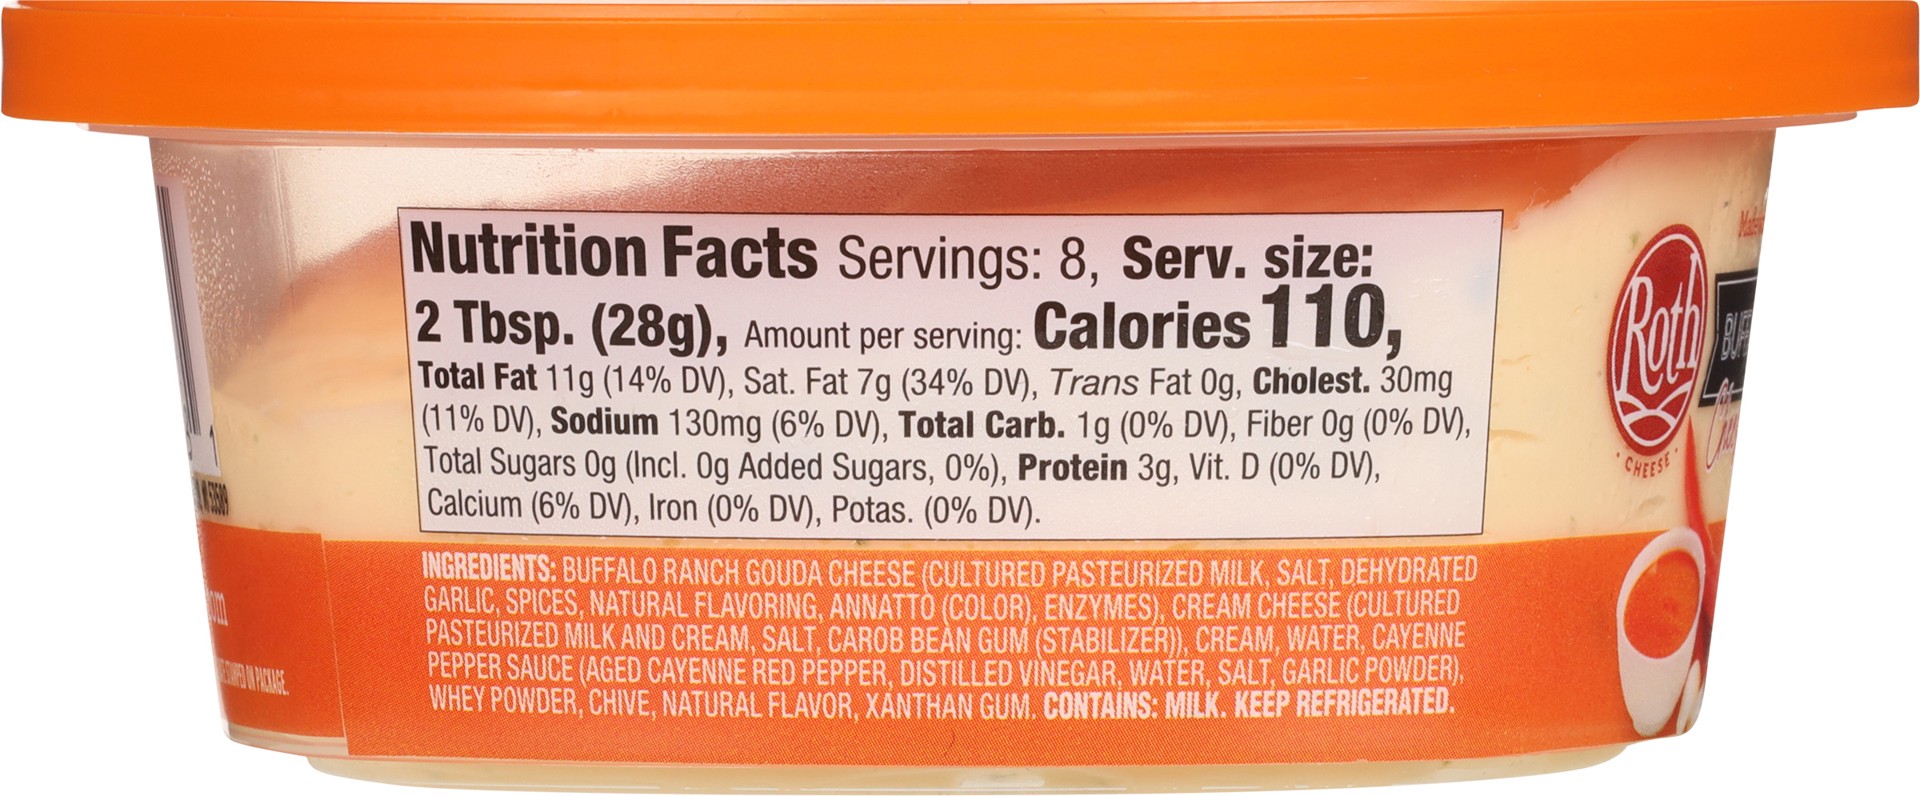 Nutrition Facts Servings: 8, Serv. size:
2 Tbsp. (28g), Amount per serving: Calories 110,
Total Fat 11g (14% DV), Sat. Fat 7g (34% DV), Trans Fat 0g, Cholest. 30mg
(11% DV), Sodium 130mg (6% DV), Total Carb. 1g (0% DV), Fiber 0g (0% DV),
Total Sugars 0g (Incl. 0g Added Sugars, 0%), Protein 3g, Vit. D (0% DV),
Calcium (6% DV), Iron (0% DV), Potas. (0% DV).
INGREDIENTS: BUFFALO RANCH GOUDA CHEESE (CULTURED PASTEURIZED MILK, SALT, DEHYDRATED
GARLIC, SPICES, NATURAL FLAVORING, ANNATTO (COLOR), ENZYMES), CREAM CHEESE (CULTURED
PASTEURIZED MILK AND CREAM, SALT, CAROB BEAN GUM (STABILIZER)), CREAM, WATER, CAYENNE
PEPPER SAUCE (AGED CAYENNE RED PEPPER, DISTILLED VINEGAR, WATER, SALT, GARLIC POWDER),
WHEY POWDER, CHIVE, NATURAL FLAVOR, XANTHAN GUM. CONTAINS: MILK. KEEP REFRIGERATED.
Roth
CHEESE
1
53589
ON PACKAGE.